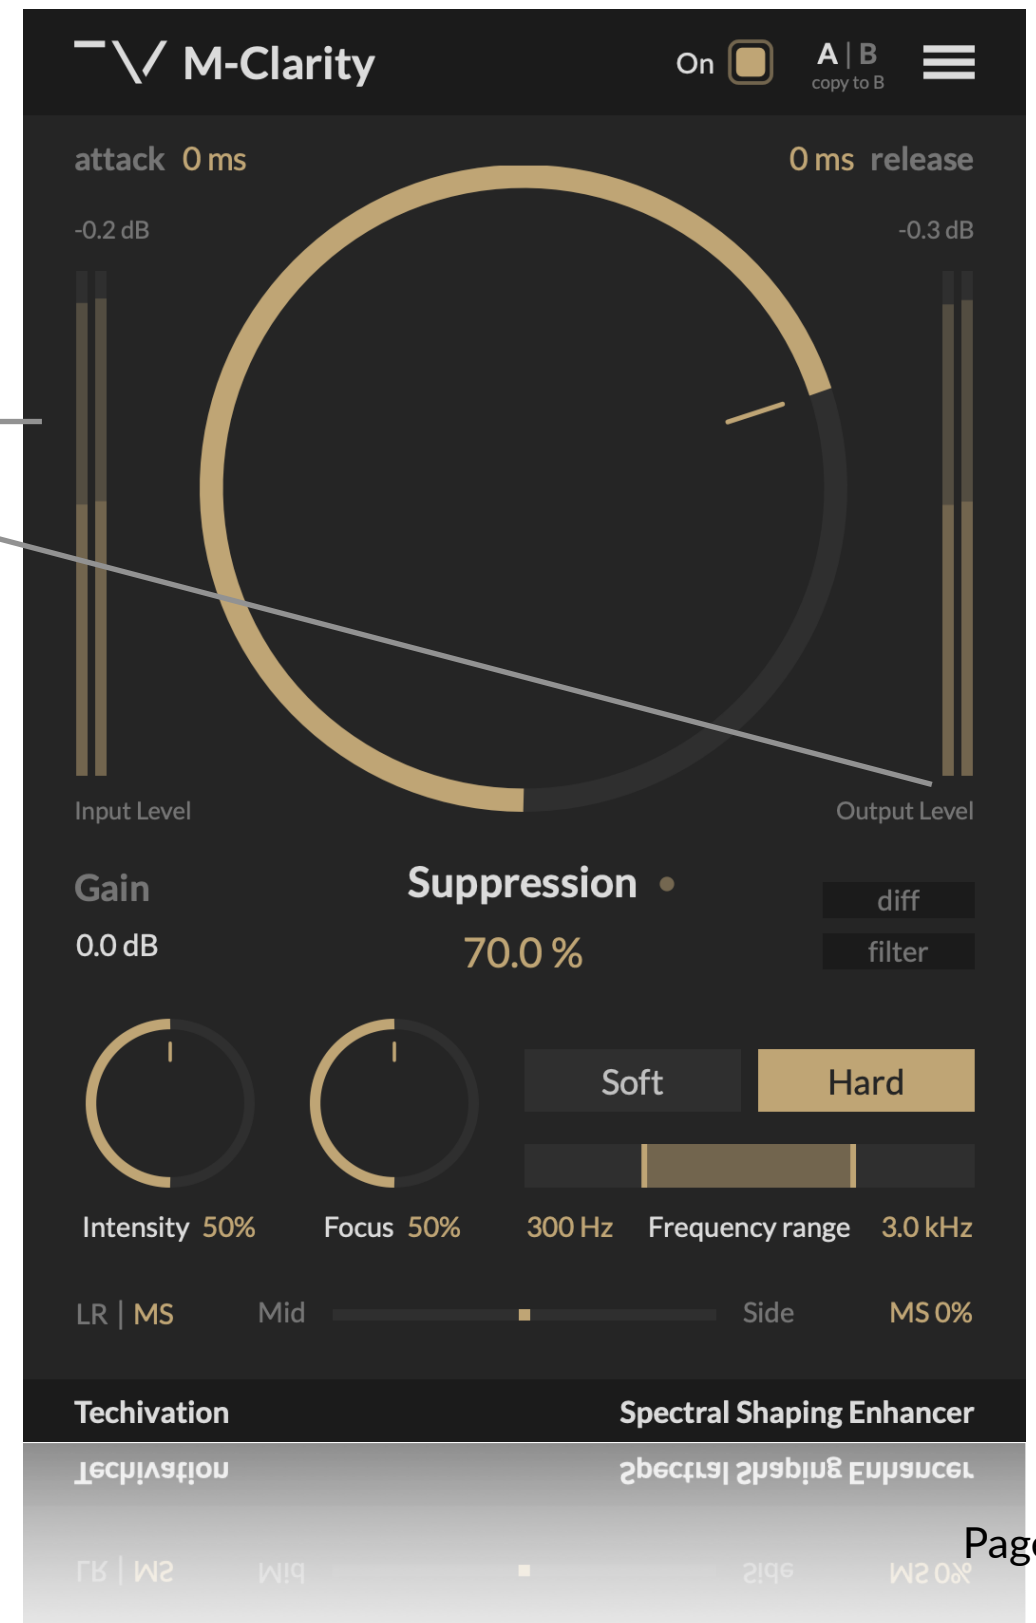 M-Clarity On A | B
copy to B
attack 0 ms 0 ms release
-0.2 dB -0.3 dB
Input Level Output Level
Gain Suppression diff
0.0 dB 70.0 % filter
Soft Hard
Intensity 50% Focus 50% 300 Hz Frequency range 3.0 kHz
LR | MS Mid Side MS 0%
Techivation Spectral Shaping Enhancer
Techivation Spectral Shaping Enhancer
Page
LR | MS Mid Side MS 0%